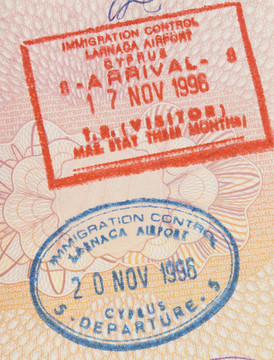 IMMIGRATION CONTROL
LARNACA AIRPORT
CYPRUS
8 -ARRIVAL- 8
17 NOV 1996
T.R. (VISITOR)
MAY STAY THREE MONTHS
IMMIGRATION CONTROL
LARNACA AIRPORT
20 NOV 1996
CYPRUS
5 -DEPARTURE- 5